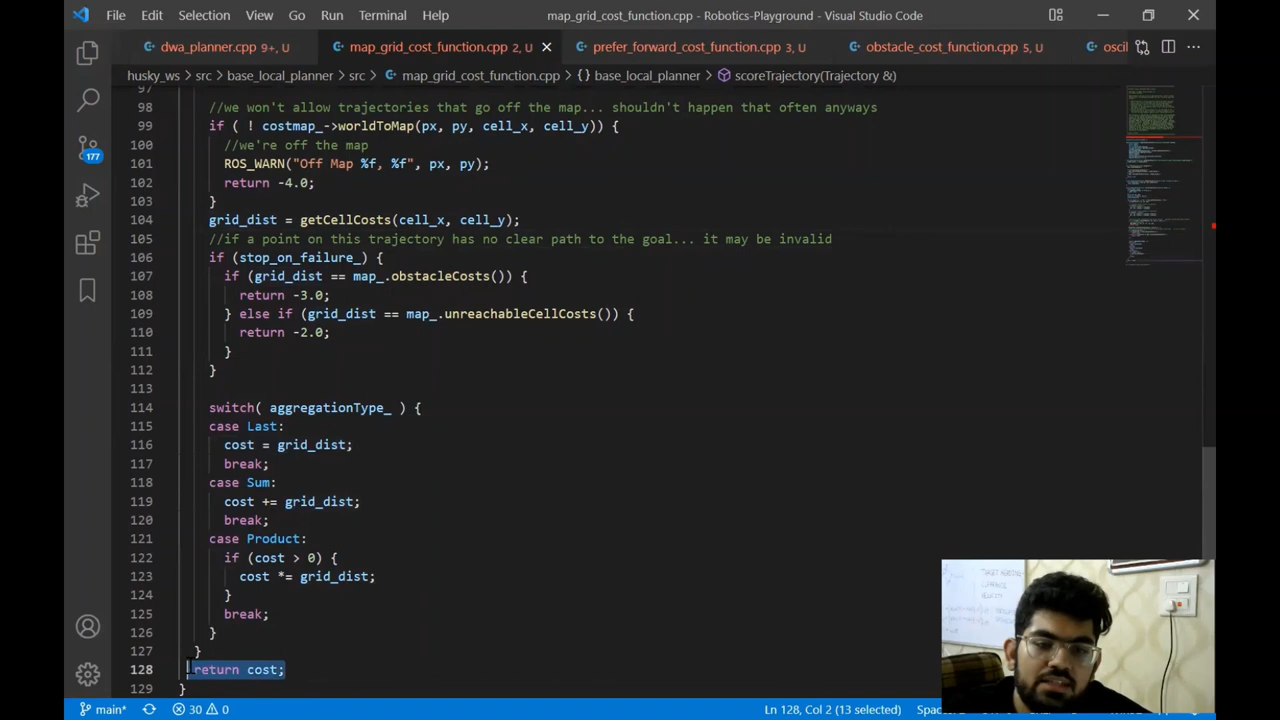 File Edit Selection View Go Run Terminal Help
map_grid_cost_function.cpp - Robotics-Playground - Visual Studio Code
dwa_planner.cpp 9+, U
map_grid_cost_function.cpp 2, U
prefer_forward_cost_function.cpp 3, U
obstacle_cost_function.cpp 5, U
oscil
husky_ws > src > base_local_planner > src > map_grid_cost_function.cpp > {} base_local_planner > scoreTrajectory(Trajectory &)
97
98 //we won't allow trajectories that go off the map... shouldn't happen that often anyways
99 if ( ! costmap_->worldToMap(px, py, cell_x, cell_y)) {
100 //we're off the map
101 ROS_WARN("Off Map %f, %f", px, py);
102 return -4.0;
103 }
104 grid_dist = getCellCosts(cell_x, cell_y);
105 //if a point on this trajectory has no clear path to the goal... it may be invalid
106 if (stop_on_failure_) {
107 if (grid_dist == map_.obstacleCosts()) {
108 return -3.0;
109 } else if (grid_dist == map_.unreachableCellCosts()) {
110 return -2.0;
111 }
112 }
113
114 switch( aggregationType_ ) {
115 case Last:
116 cost = grid_dist;
117 break;
118 case Sum:
119 cost += grid_dist;
120 break;
121 case Product:
122 if (cost > 0) {
123 cost *= grid_dist;
124 }
125 break;
126 }
127 }
128 return cost;
129 }
177
TARGET HEADING
VELOCITY
main* 30 0
Ln 128, Col 2 (13 selected)